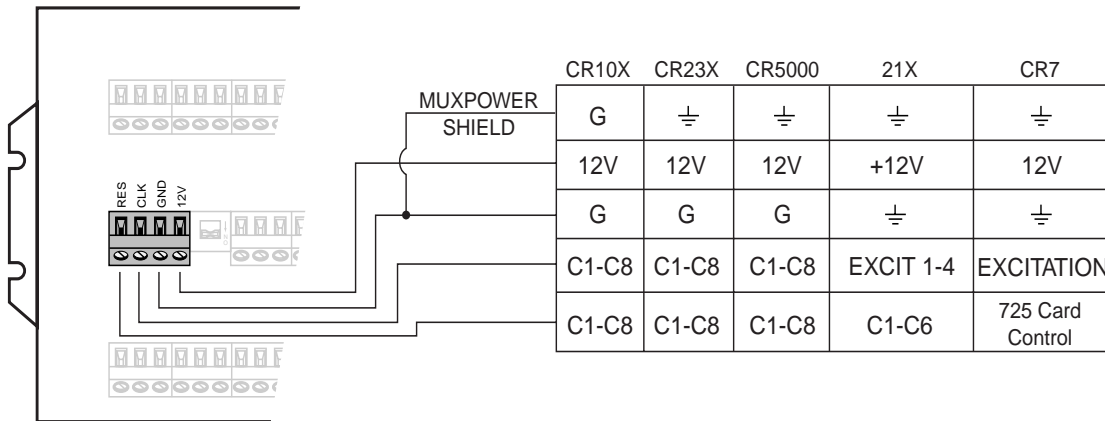 CR10X CR23X CR5000 21X CR7
MUXPOWER
SHIELD
G ⏚ ⏚ ⏚ ⏚
12V 12V 12V +12V 12V
G G G ⏚ ⏚
C1-C8 C1-C8 C1-C8 EXCIT 1-4 EXCITATION
C1-C8 C1-C8 C1-C8 C1-C6 725 Card
Control
RES
CLK
GND
12V